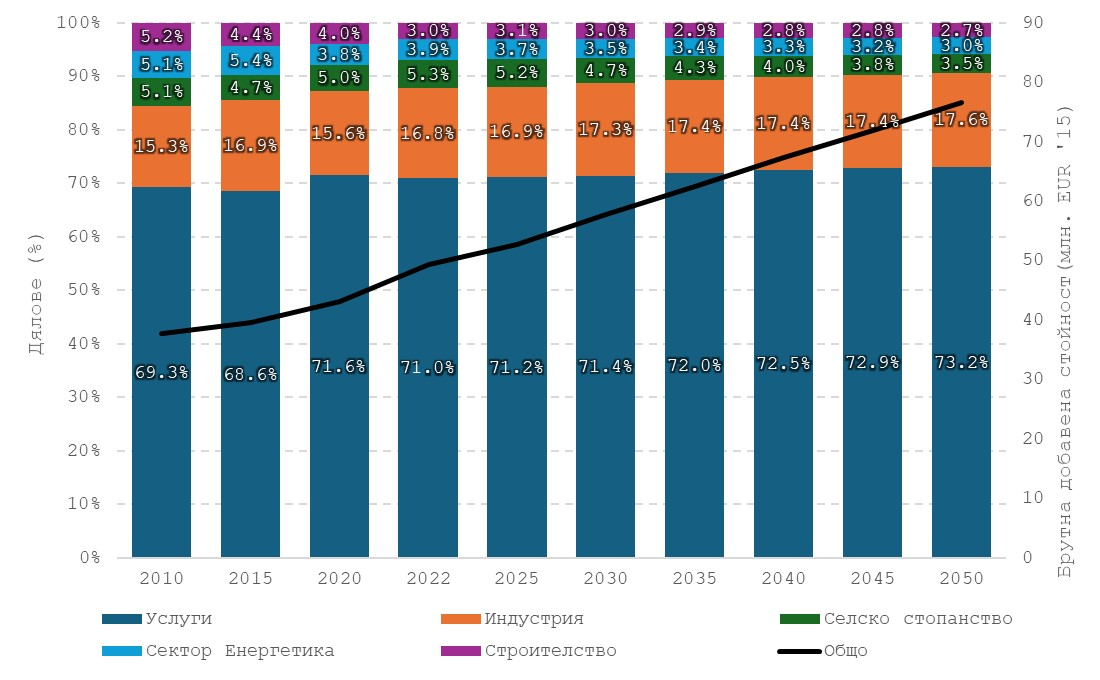 100%
90%
80%
70%
60%
50%
40%
30%
20%
10%
0%
Дялове (%)
5.2% 4.4% 4.0% 3.0% 3.1% 3.0% 2.9% 2.8% 2.8% 2.7%
5.1% 5.4% 3.8% 3.9% 3.7% 3.5% 3.4% 3.3% 3.2% 3.0%
5.1% 4.7% 5.0% 5.3% 5.2% 4.7% 4.3% 4.0% 3.8% 3.5%
15.3% 16.9% 15.6% 16.8% 16.9% 17.3% 17.4% 17.4% 17.4% 17.6%
69.3% 68.6% 71.6% 71.0% 71.2% 71.4% 72.0% 72.5% 72.9% 73.2%
90
80
70
60
50
40
30
20
10
0
Брутна добавена стойност(млн. EUR '15)
2010 2015 2020 2022 2025 2030 2035 2040 2045 2050
Услуги Индустрия Селско стопанство
Сектор Енергетика Строителство Общо